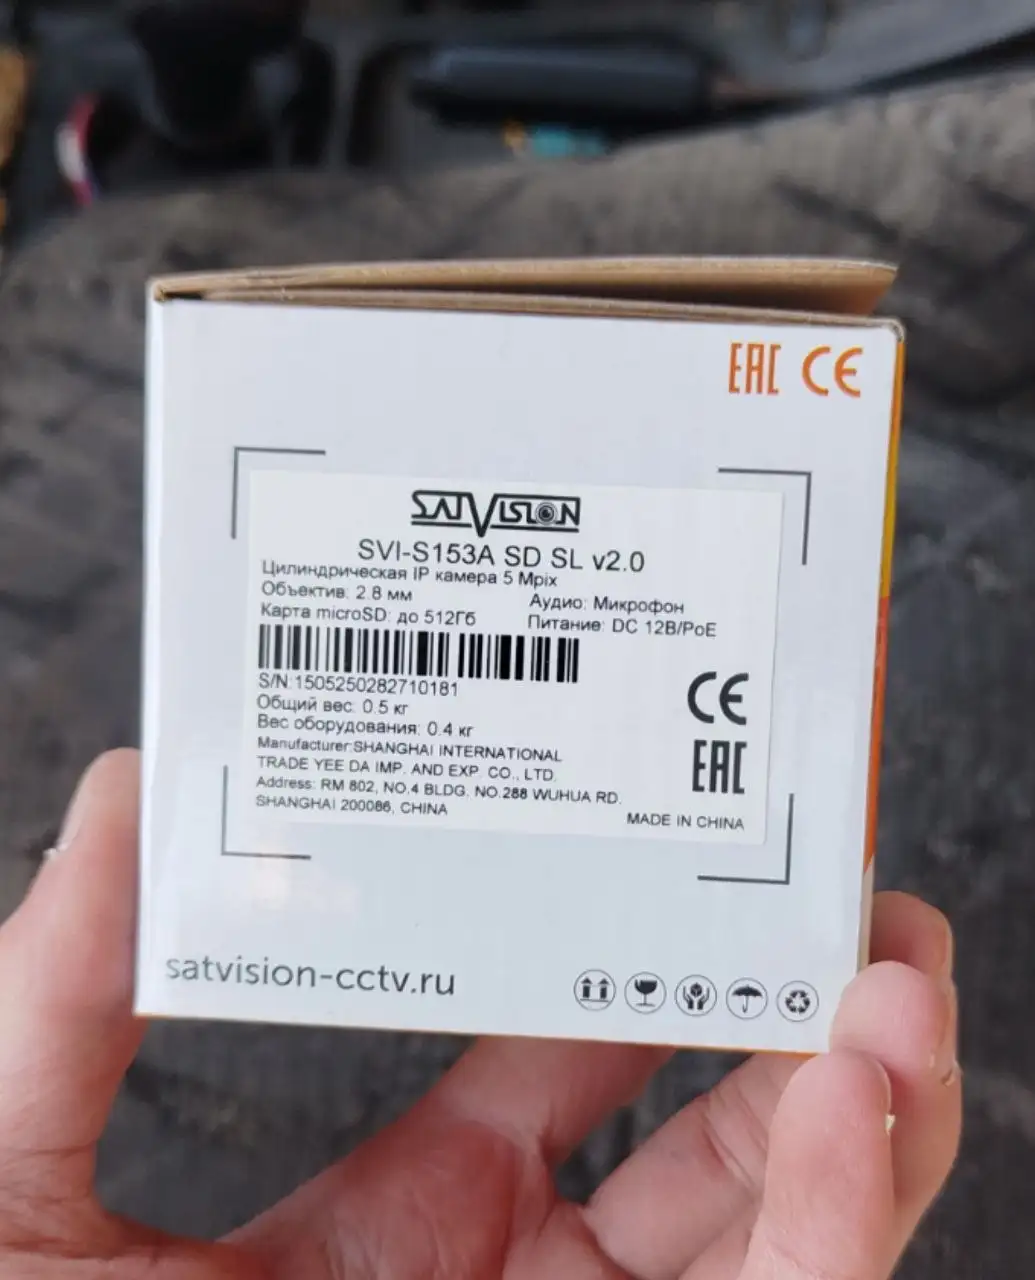 EAC CE
SATVISION
SVI-S153A SD SL v2.0
Цилиндрическая IP камера 5 Mpix
Объектив: 2.8 мм
Аудио: Микрофон
Карта microSD: до 512Гб
Питание: DC 12В/PoE
S/N:1505250282710181
Общий вес: 0.5 кг
Вес оборудования: 0.4 кг
Manufacturer:SHANGHAI INTERNATIONAL
TRADE YEE DA IMP. AND EXP. CO., LTD.
Address: RM 802, NO.4 BLDG. NO.288 WUHUA RD.
SHANGHAI 200086, CHINA
CE
EAC
MADE IN CHINA
satvision-cctv.ru